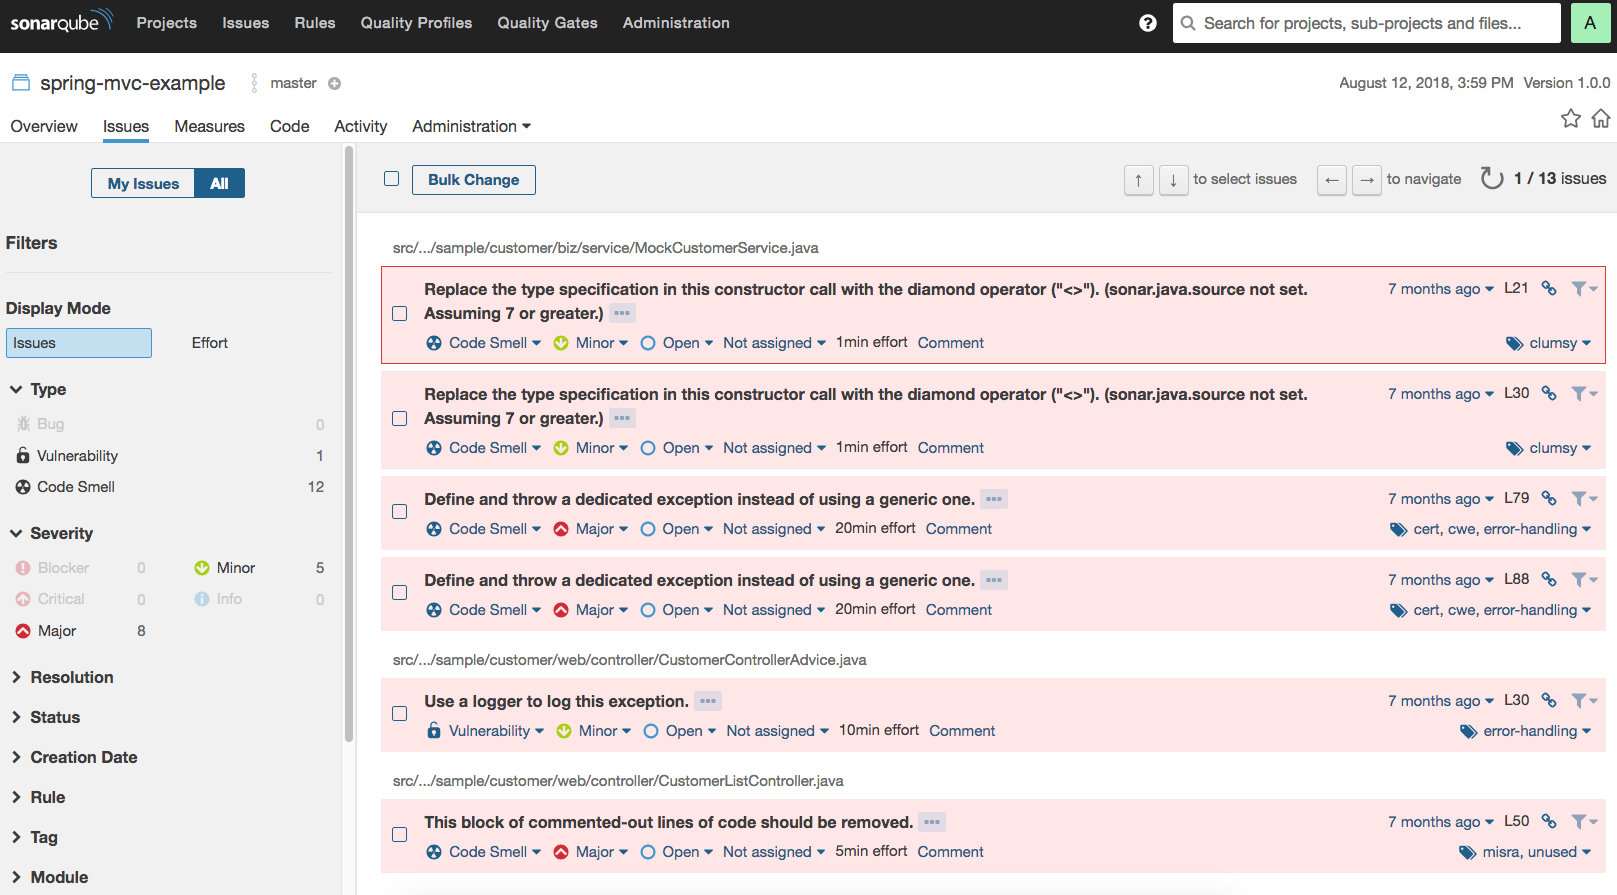 sonarqube Projects Issues Rules Quality Profiles Quality Gates Administration ? Search for projects, sub-projects and files... A
spring-mvc-example master August 12, 2018, 3:59 PM Version 1.0.0
Overview Issues Measures Code Activity Administration
My Issues All
Bulk Change ↑ ↓ to select issues ← → to navigate 1 / 13 issues
Filters
Display Mode
Issues Effort
Type
Bug 0
Vulnerability 1
Code Smell 12
Severity
Blocker 0 Minor 5
Critical 0 Info 0
Major 8
Resolution
Status
Creation Date
Rule
Tag
Module
src/.../sample/customer/biz/service/MockCustomerService.java
Replace the type specification in this constructor call with the diamond operator ("<>"). (sonar.java.source not set. 7 months ago L21
Assuming 7 or greater.) •••
Code Smell Minor Open Not assigned 1min effort Comment clumsy
Replace the type specification in this constructor call with the diamond operator ("<>"). (sonar.java.source not set. 7 months ago L30
Assuming 7 or greater.) •••
Code Smell Minor Open Not assigned 1min effort Comment clumsy
Define and throw a dedicated exception instead of using a generic one. ••• 7 months ago L79
Code Smell Major Open Not assigned 20min effort Comment cert, cwe, error-handling
Define and throw a dedicated exception instead of using a generic one. ••• 7 months ago L88
Code Smell Major Open Not assigned 20min effort Comment cert, cwe, error-handling
src/.../sample/customer/web/controller/CustomerControllerAdvice.java
Use a logger to log this exception. ••• 7 months ago L30
Vulnerability Minor Open Not assigned 10min effort Comment error-handling
src/.../sample/customer/web/controller/CustomerListController.java
This block of commented-out lines of code should be removed. ••• 7 months ago L50
Code Smell Major Open Not assigned 5min effort Comment misra, unused